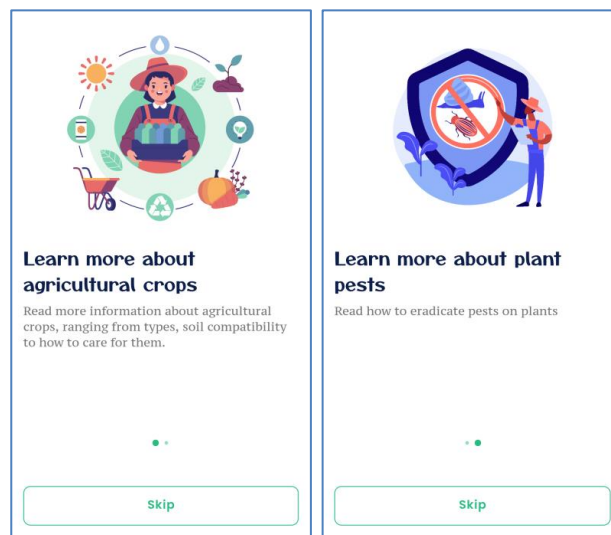 Learn more about
agricultural crops
Read more information about agricultural
crops, ranging from types, soil compatibility
to how to care for them.
Skip
Learn more about plant
pests
Read how to eradicate pests on plants
Skip